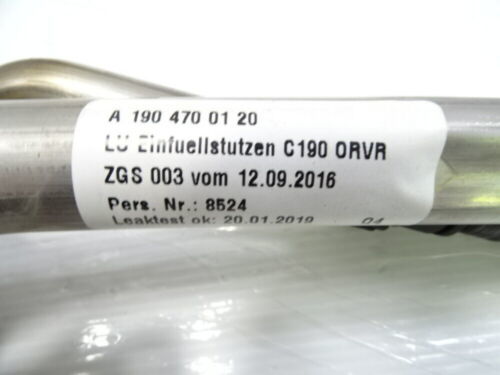 A 190 470 01 20
LU Einfuellstutzen C190 ORVR
ZGS 003 vom 12.09.2016
Pers. Nr.: 8524
Leaktest ok: 20.01.2019 04